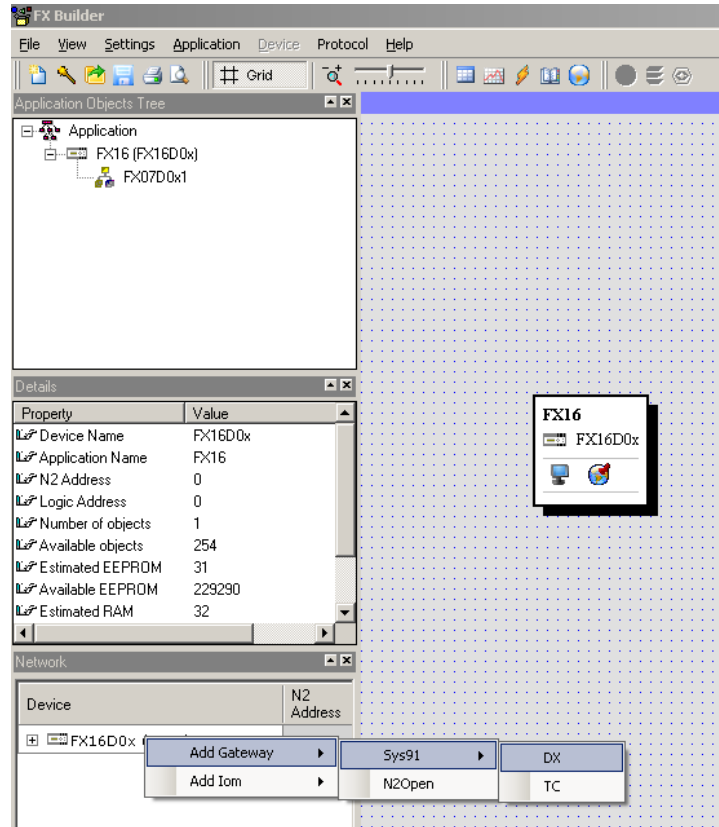 FX Builder
File View Settings Application Device Protocol Help
Grid
Application Objects Tree
Application
FX16 (FX16D0x)
FX07D0x1
Details
Property Value
Device Name FX16D0x
Application Name FX16
N2 Address 0
Logic Address 0
Number of objects 1
Available objects 254
Estimated EEPROM 31
Available EEPROM 229290
Estimated RAM 32
FX16
FX16D0x
Network
Device N2
Address
FX16D0x
Add Gateway Sys91 DX
Add Iom N2Open TC